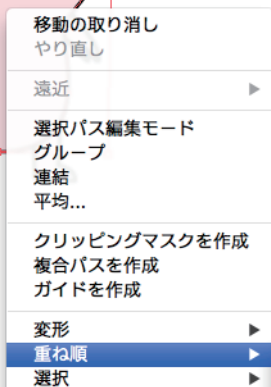 移動の取り消し
やり直し
遠近
選択パス編集モード
グループ
連結
平均...
クリッピングマスクを作成
複合パスを作成
ガイドを作成
変形
重ね順
選択